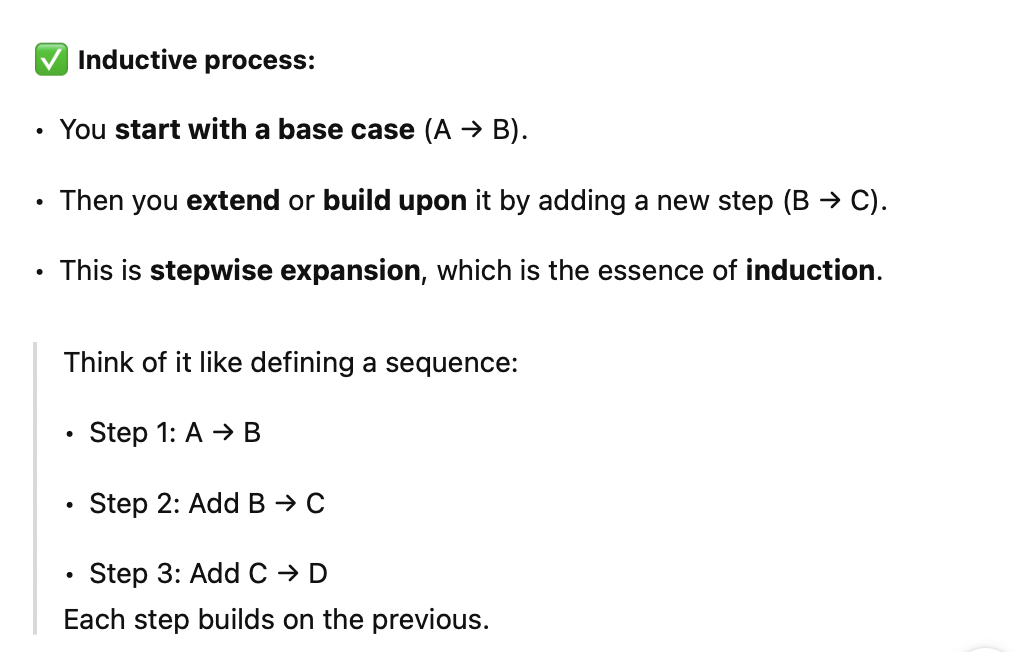 ✅ Inductive process:
• You start with a base case (A → B).
• Then you extend or build upon it by adding a new step (B → C).
• This is stepwise expansion, which is the essence of induction.
Think of it like defining a sequence:
• Step 1: A → B
• Step 2: Add B → C
• Step 3: Add C → D
Each step builds on the previous.